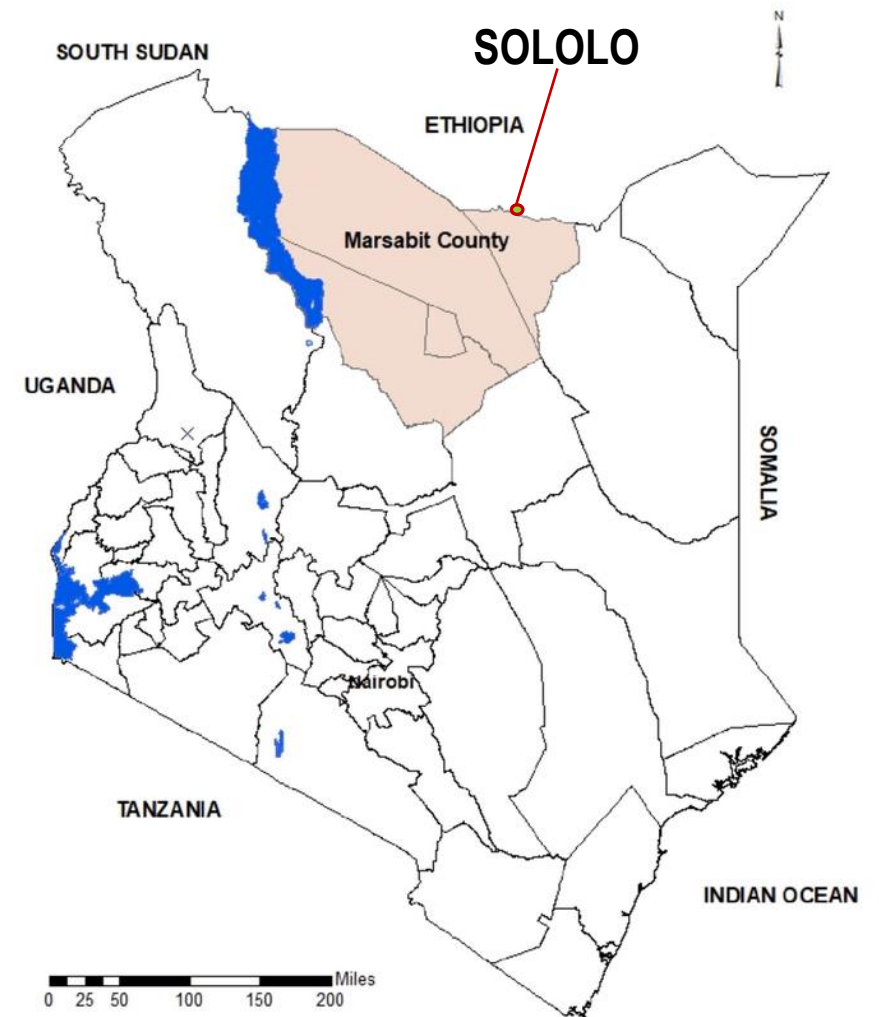 N
SOUTH SUDAN
SOLOLO
ETHIOPIA
Marsabit County
UGANDA
SOMALIA
Nairobi
TANZANIA
INDIAN OCEAN
Miles
0 25 50 100 150 200